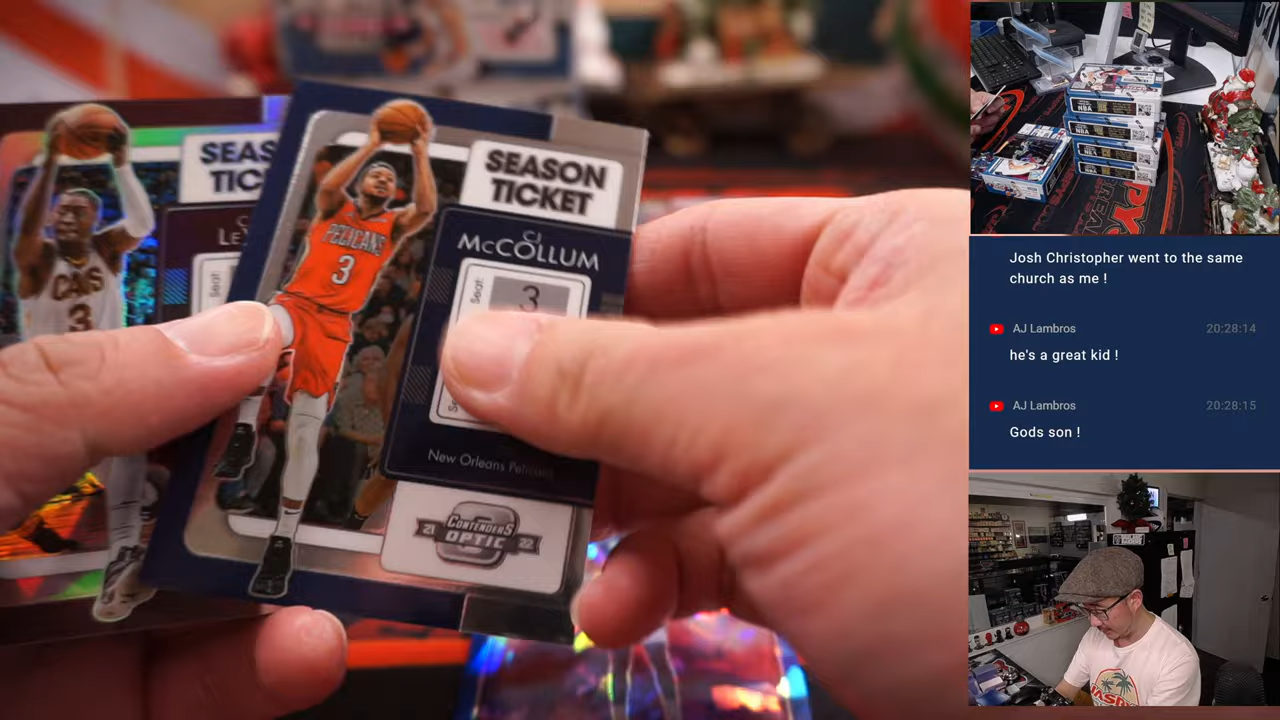 SEASON
TICKET
CJ
McCOLLUM
Seat:
3
New Orleans Pelicans
21 CONTENDERS 22
OPTIC
PELICANS
3
CAVS
3
Josh Christopher went to the same
church as me !
AJ Lambros 20:28:14
he's a great kid !
AJ Lambros 20:28:15
Gods son !
NBA